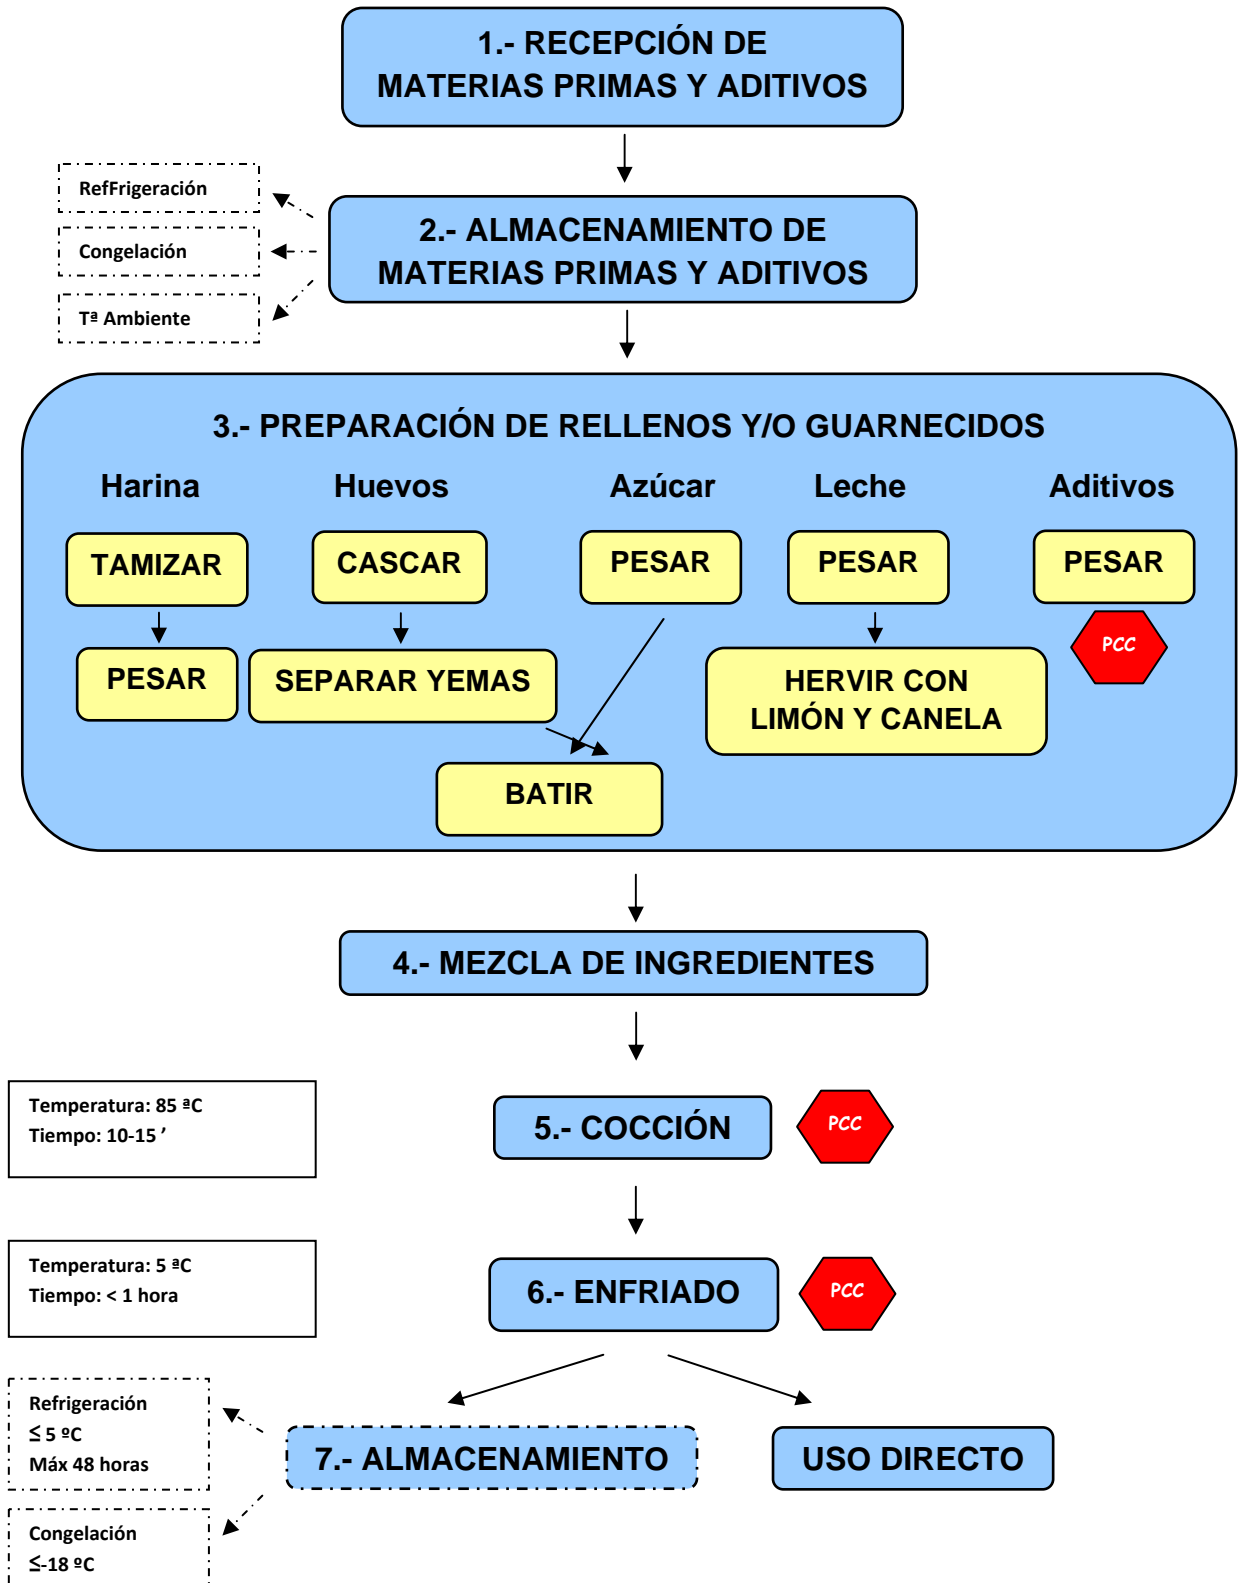 1.- RECEPCIÓN DE
MATERIAS PRIMAS Y ADITIVOS
RefFrigeración
Congelación
Tª Ambiente
2.- ALMACENAMIENTO DE
MATERIAS PRIMAS Y ADITIVOS
3.- PREPARACIÓN DE RELLENOS Y/O GUARNECIDOS
Harina
Huevos
Azúcar
Leche
Aditivos
TAMIZAR
CASCAR
PESAR
PESAR
PESAR
PCC
PESAR
SEPARAR YEMAS
HERVIR CON
LIMÓN Y CANELA
BATIR
4.- MEZCLA DE INGREDIENTES
Temperatura: 85 ªC
Tiempo: 10-15 ’
5.- COCCIÓN
PCC
Temperatura: 5 ªC
Tiempo: < 1 hora
6.- ENFRIADO
PCC
Refrigeración
≤ 5 ºC
Máx 48 horas
7.- ALMACENAMIENTO
USO DIRECTO
Congelación
≤-18 ºC